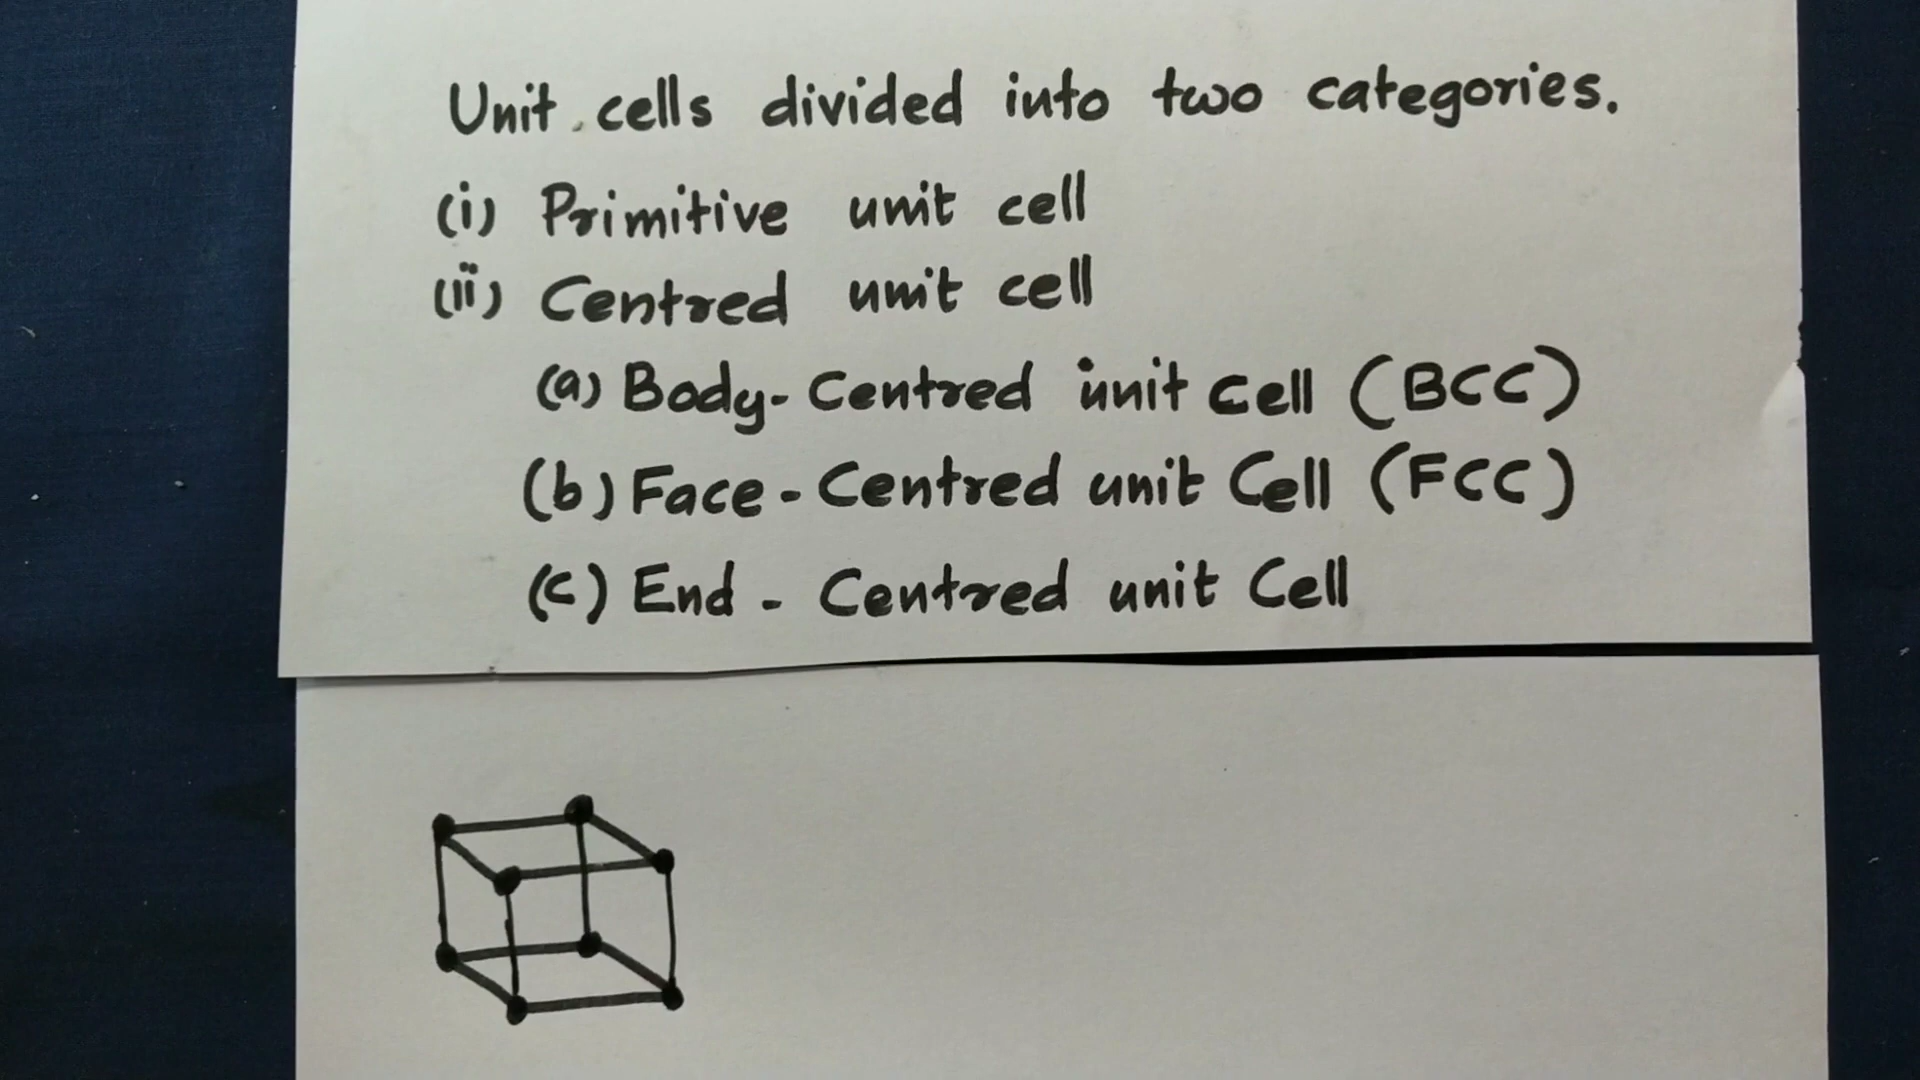 Unit cells divided into two categories.
(i) Primitive unit cell
(ii) Centred unit cell
(a) Body-Centred unit cell (BCC)
(b) Face-Centred unit Cell (FCC)
(c) End-Centred unit Cell